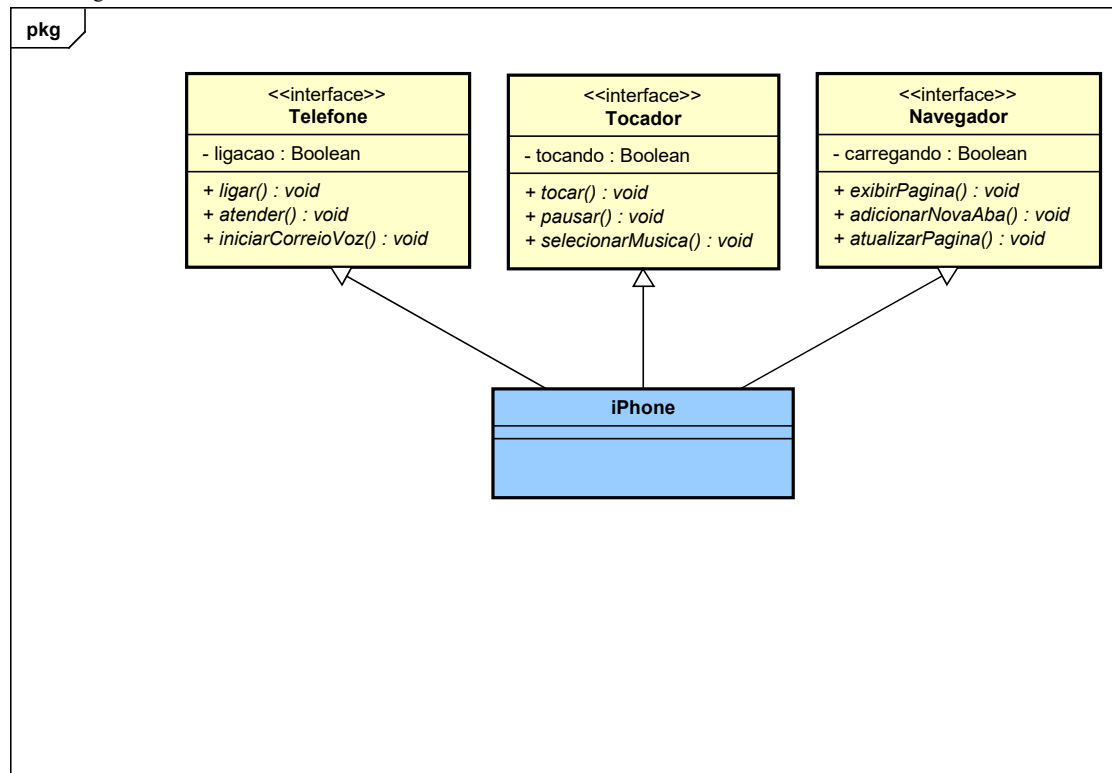 pkg
<<interface>>
Telefone
- ligacao : Boolean
+ ligar() : void
+ atender() : void
+ iniciarCorreioVoz() : void
<<interface>>
Tocador
- tocando : Boolean
+ tocar() : void
+ pausar() : void
+ selecionarMusica() : void
<<interface>>
Navegador
- carregando : Boolean
+ exibirPagina() : void
+ adicionarNovaAba() : void
+ atualizarPagina() : void
iPhone